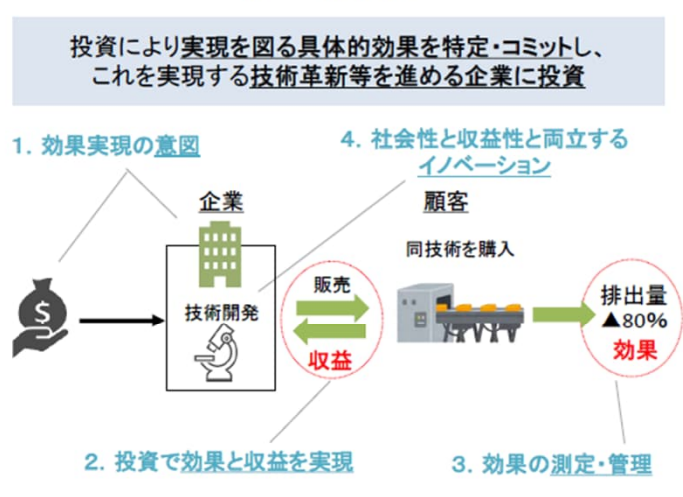 投資により実現を図る具体的効果を特定・コミットし、
これを実現する技術革新等を進める企業に投資
1. 効果実現の意図
4. 社会性と収益性と両立する
イノベーション
企業
顧客
同技術を購入
販売
技術開発
$
収益
排出量
▲80%
効果
2. 投資で効果と収益を実現
3. 効果の測定・管理